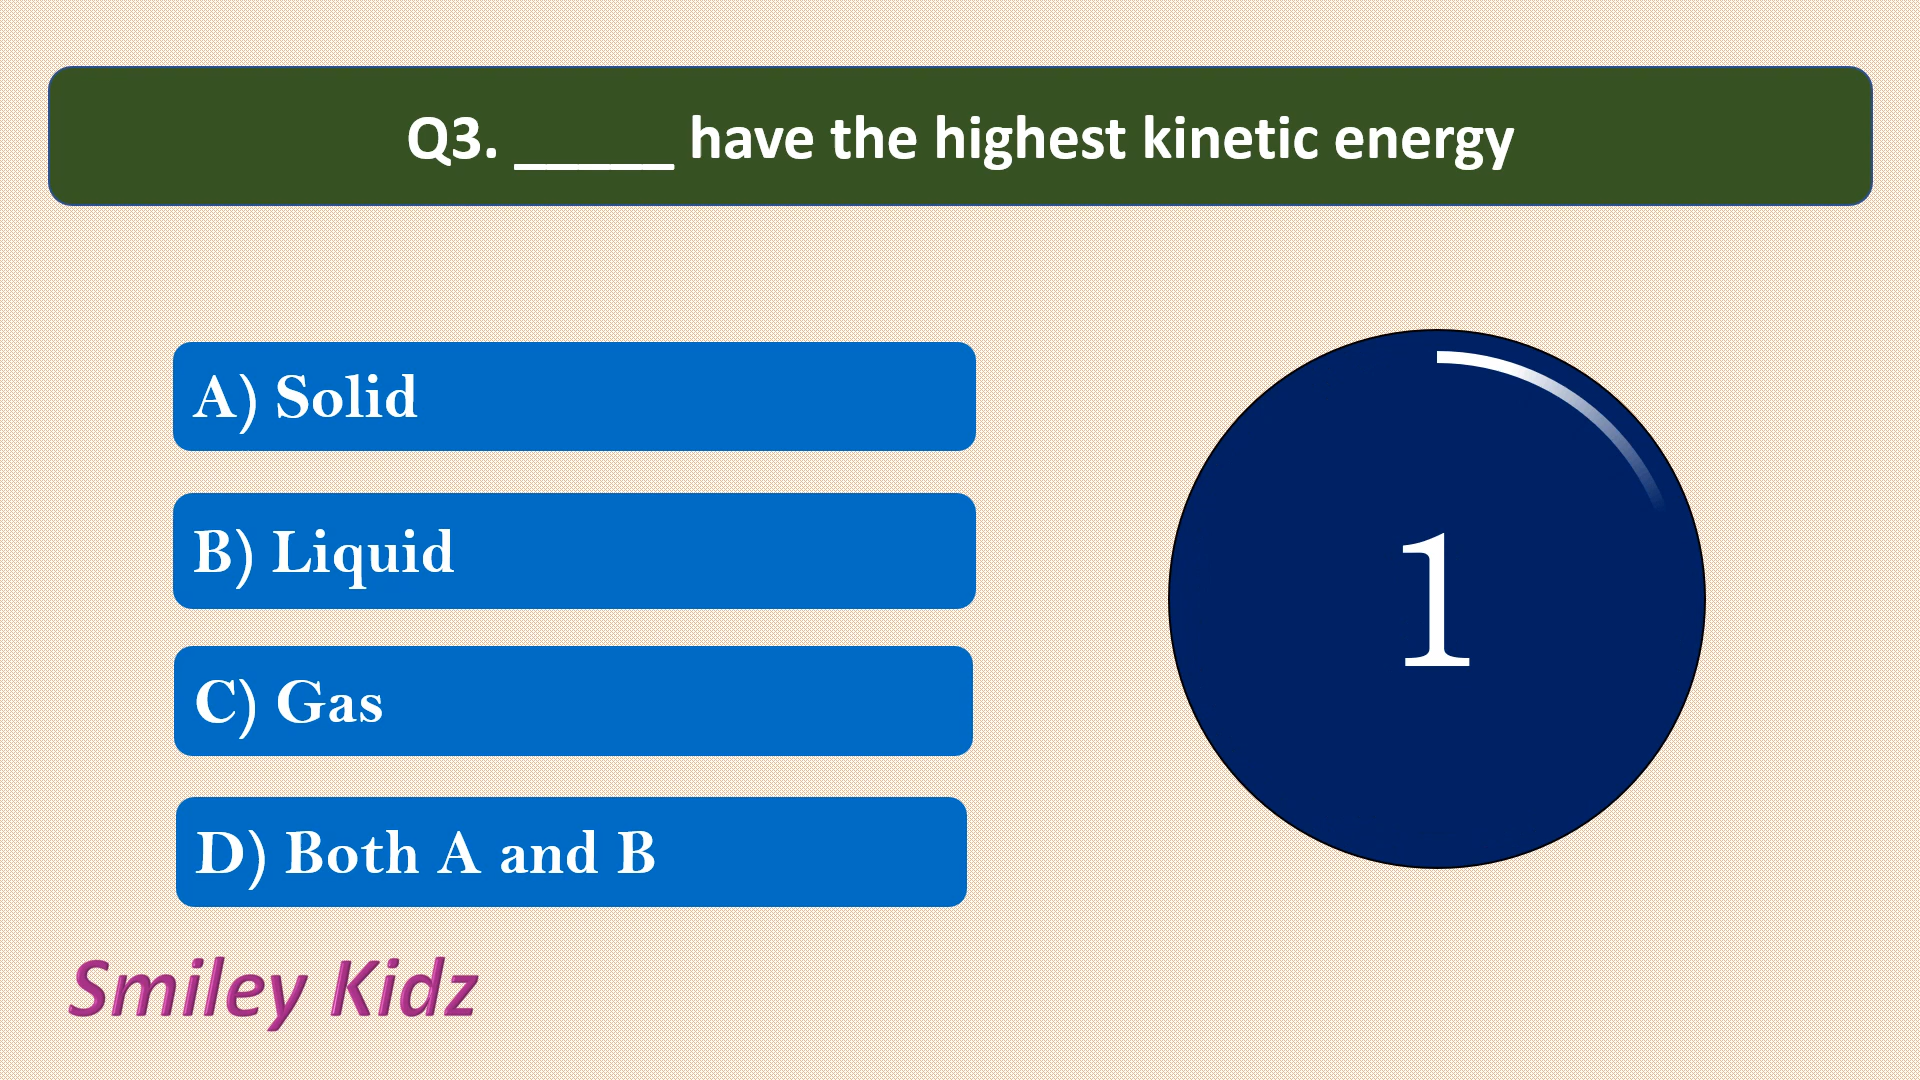 Q3. _____ have the highest kinetic energy
A) Solid
B) Liquid
C) Gas
D) Both A and B
1
Smiley Kidz